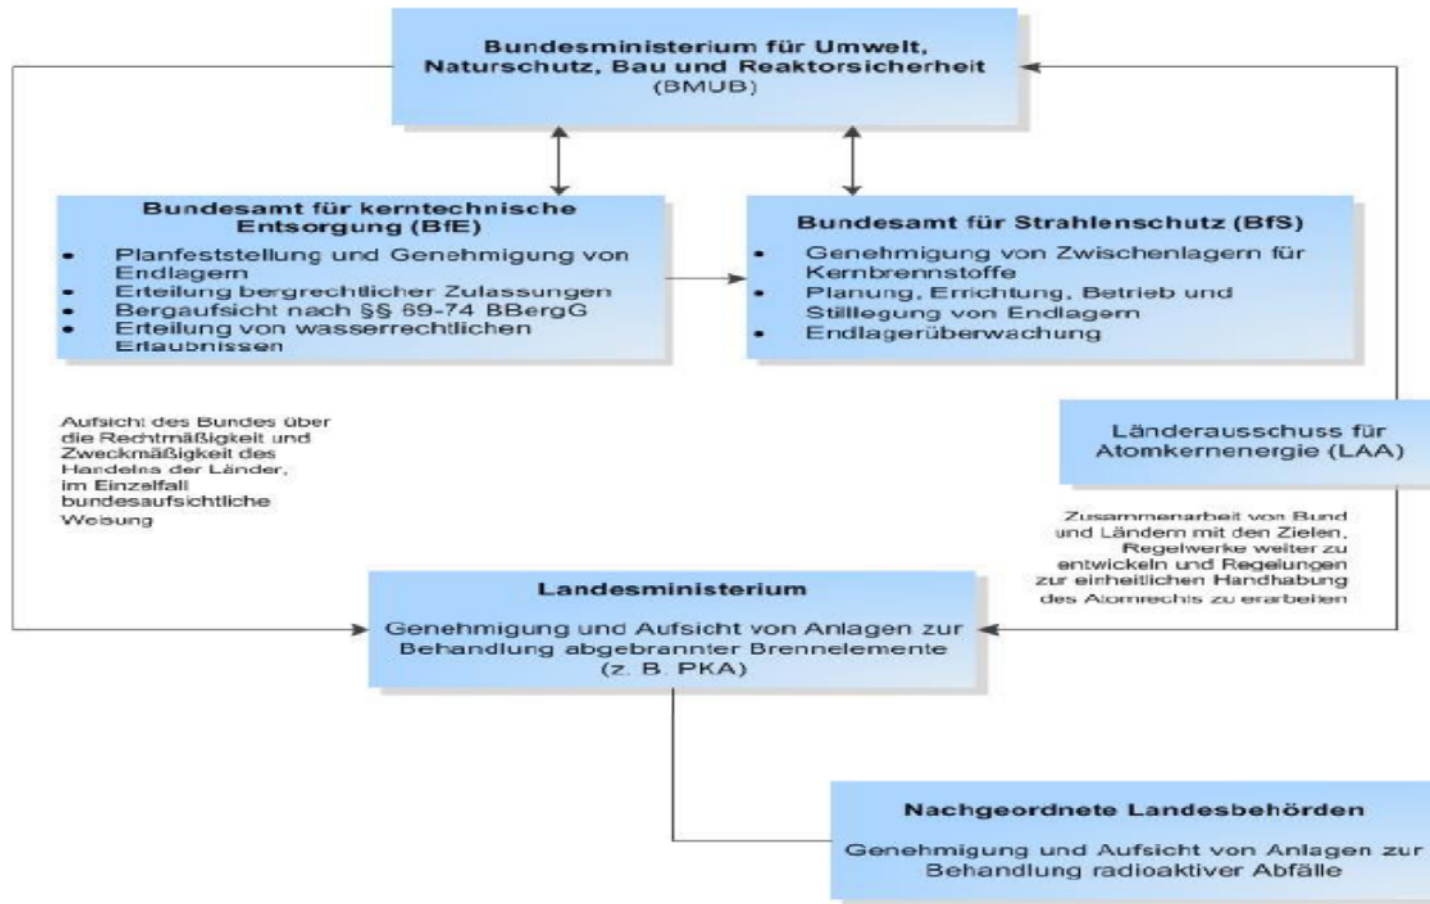 Bundesministerium für Umwelt,
Naturschutz, Bau und Reaktorsicherheit
(BMUB)
Bundesamt für kerntechnische
Entsorgung (BfE)
• Planfeststellung und Genehmigung von
Endlagern
• Erteilung bergrechtlicher Zulassungen
• Bergaufsicht nach §§ 69-74 BBergG
• Erteilung von wasserrechtlichen
Erlaubnissen
Bundesamt für Strahlenschutz (BfS)
• Genehmigung von Zwischenlagern für
Kernbrennstoffe
• Planung, Errichtung, Betrieb und
Stilllegung von Endlagern
• Endlagerüberwachung
Aufsicht des Bundes über
die Rechtmäßigkeit und
Zweckmäßigkeit des
Handelns der Länder,
im Einzelfall
bundesaufsichtliche
Weisung
Länderausschuss für
Atomkernenergie (LAA)
Zusammenarbeit von Bund
und Ländern mit den Zielen,
Regelwerke weiter zu
entwickeln und Regelungen
zur einheitlichen Handhabung
des Atomrechts zu erarbeiten
Landesministerium
Genehmigung und Aufsicht von Anlagen zur
Behandlung abgebrannter Brennelemente
(z. B. PKA)
Nachgeordnete Landesbehörden
Genehmigung und Aufsicht von Anlagen zur
Behandlung radioaktiver Abfälle